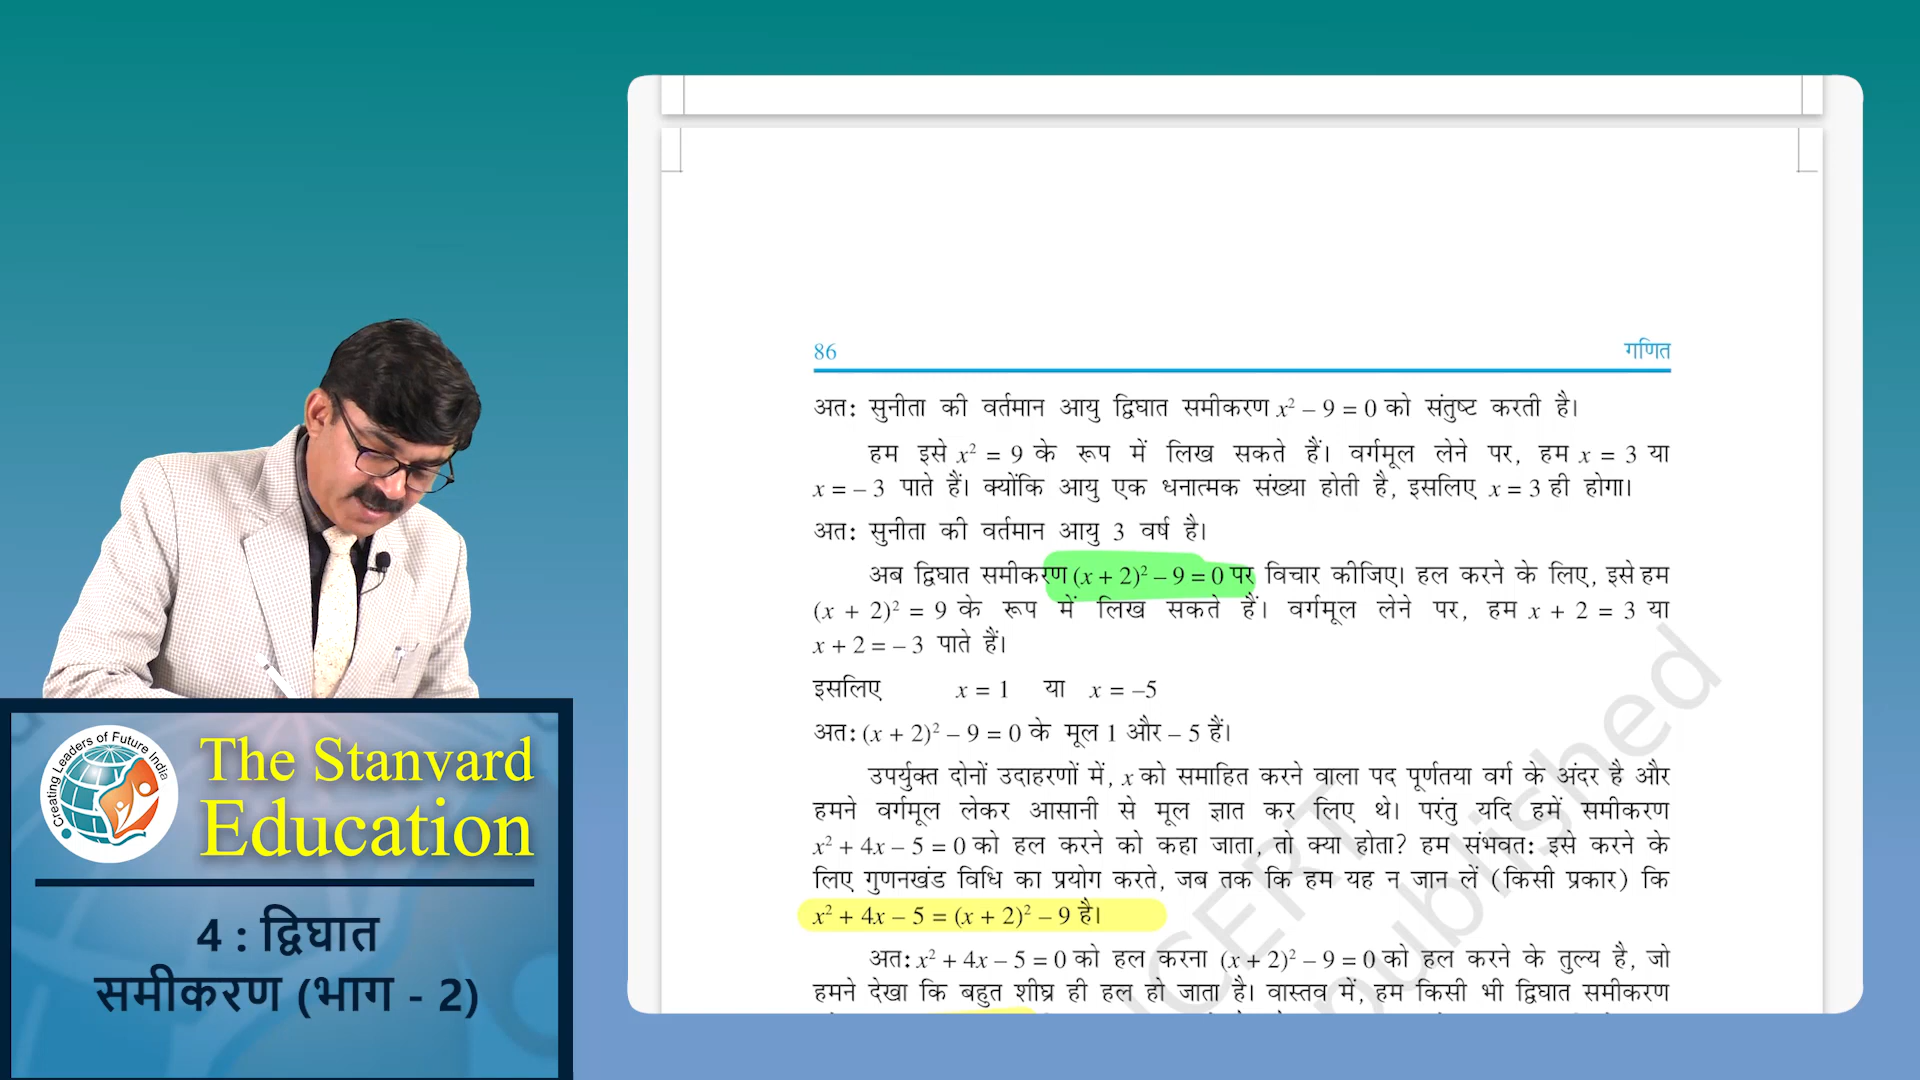 86 गणित
अतः सुनीता की वर्तमान आयु द्विघात समीकरण x² – 9 = 0 को संतुष्ट करती है।
हम इसे x² = 9 के रूप में लिख सकते हैं। वर्गमूल लेने पर, हम x = 3 या
x = – 3 पाते हैं। क्योंकि आयु एक धनात्मक संख्या होती है, इसलिए x = 3 ही होगा।
अतः सुनीता की वर्तमान आयु 3 वर्ष है।
अब द्विघात समीकरण (x + 2)² – 9 = 0 पर विचार कीजिए। हल करने के लिए, इसे हम
(x + 2)² = 9 के रूप में लिख सकते हैं। वर्गमूल लेने पर, हम x + 2 = 3 या
x + 2 = – 3 पाते हैं।
इसलिए x = 1 या x = –5
अतः (x + 2)² – 9 = 0 के मूल 1 और – 5 हैं।
उपर्युक्त दोनों उदाहरणों में, x को समाहित करने वाला पद पूर्णतया वर्ग के अंदर है और
हमने वर्गमूल लेकर आसानी से मूल ज्ञात कर लिए थे। परंतु यदि हमें समीकरण
x² + 4x – 5 = 0 को हल करने को कहा जाता, तो क्या होता? हम संभवतः इसे करने के
लिए गुणनखंड विधि का प्रयोग करते, जब तक कि हम यह न जान लें (किसी प्रकार) कि
x² + 4x – 5 = (x + 2)² – 9 है।
अतः x² + 4x – 5 = 0 को हल करना (x + 2)² – 9 = 0 को हल करने के तुल्य है, जो
हमने देखा कि बहुत शीघ्र ही हल हो जाता है। वास्तव में, हम किसी भी द्विघात समीकरण
published
Creating Leaders of Future India
The Stanvard
Education
4 : द्विघात
समीकरण (भाग - 2)